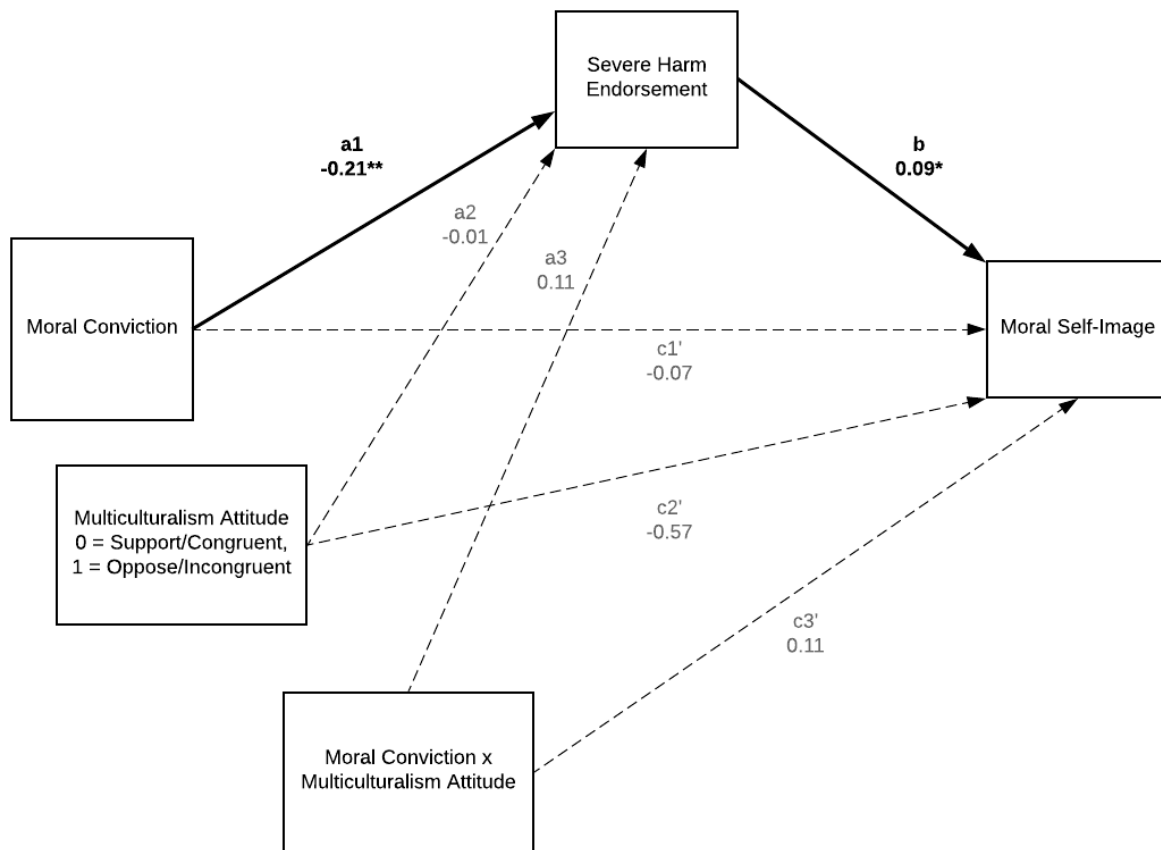 Severe Harm
Endorsement
a1
-0.21**
b
0.09*
a2
-0.01
a3
0.11
Moral Conviction
Moral Self-Image
c1'
-0.07
Multiculturalism Attitude
0 = Support/Congruent,
1 = Oppose/Incongruent
c2'
-0.57
c3'
0.11
Moral Conviction x
Multiculturalism Attitude